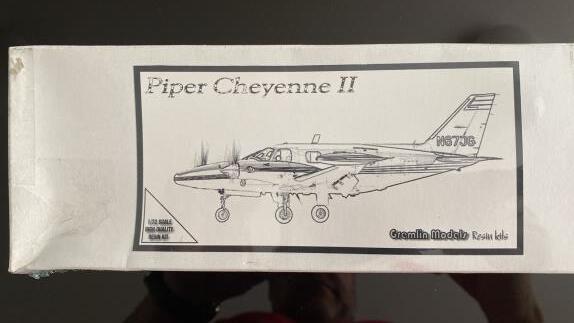 Piper Cheyenne II
N67JG
1/72 SCALE
HIGH QUALITY
RESIN KIT
Gremlin Models Resin kits